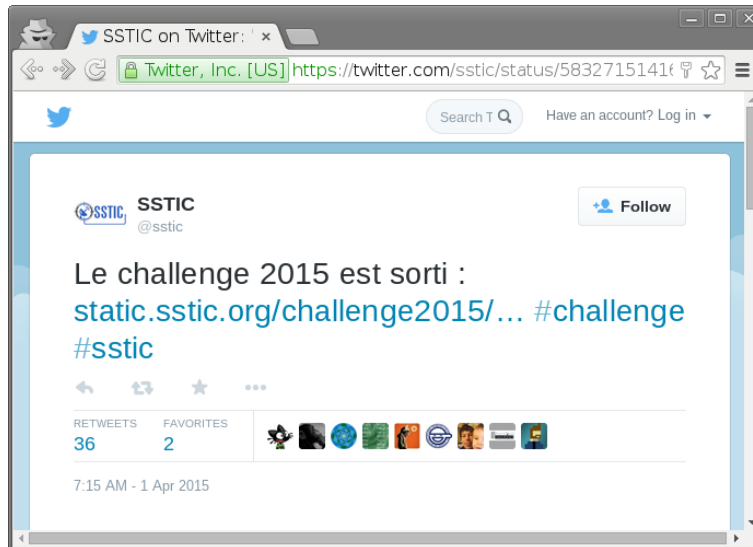 SSTIC on Twitter: "
Twitter, Inc. [US] https://twitter.com/sstic/status/58327151416
Search T
Have an account? Log in
SSTIC
SSTIC
@sstic
Follow
Le challenge 2015 est sorti :
static.sstic.org/challenge2015/… #challenge
#sstic
RETWEETS FAVORITES
36 2
7:15 AM - 1 Apr 2015